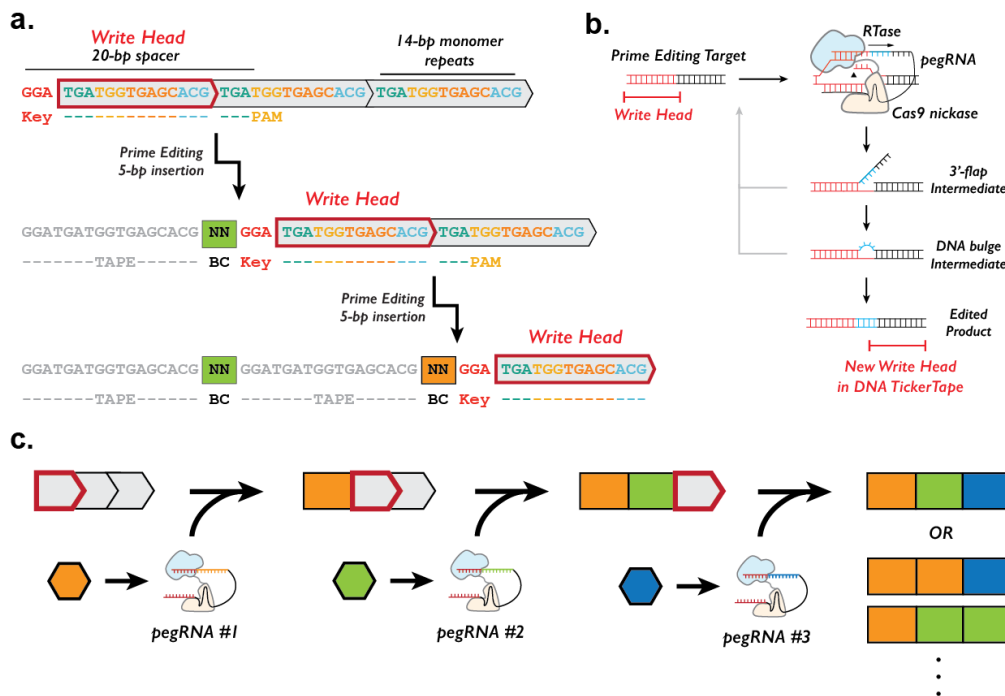 a.
Write Head
20-bp spacer
14-bp monomer
repeats
GGA TGATGGTGAGCACG TGATGGTGAGCACG TGATGGTGAGCACG
Key PAM
Prime Editing
5-bp insertion
Write Head
GGATGATGGTGAGCACG NN GGA TGATGGTGAGCACG TGATGGTGAGCACG
TAPE BC Key PAM
Prime Editing
5-bp insertion
Write Head
GGATGATGGTGAGCACG NN GGATGATGGTGAGCACG NN GGA TGATGGTGAGCACG
TAPE BC TAPE BC Key
b.
RTase
Prime Editing Target
pegRNA
Write Head
Cas9 nickase
3'-flap
Intermediate
DNA bulge
Intermediate
Edited
Product
New Write Head
in DNA TickerTape
c.
OR
pegRNA #1
pegRNA #2
pegRNA #3